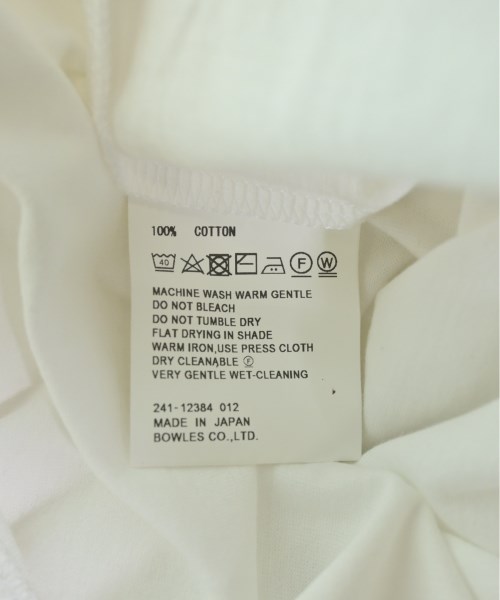 100% COTTON
40 F W
MACHINE WASH WARM GENTLE
DO NOT BLEACH
DO NOT TUMBLE DRY
FLAT DRYING IN SHADE
WARM IRON,USE PRESS CLOTH
DRY CLEANABLE Ⓕ
VERY GENTLE WET-CLEANING
241-12384 012
MADE IN JAPAN
BOWLES CO.,LTD.